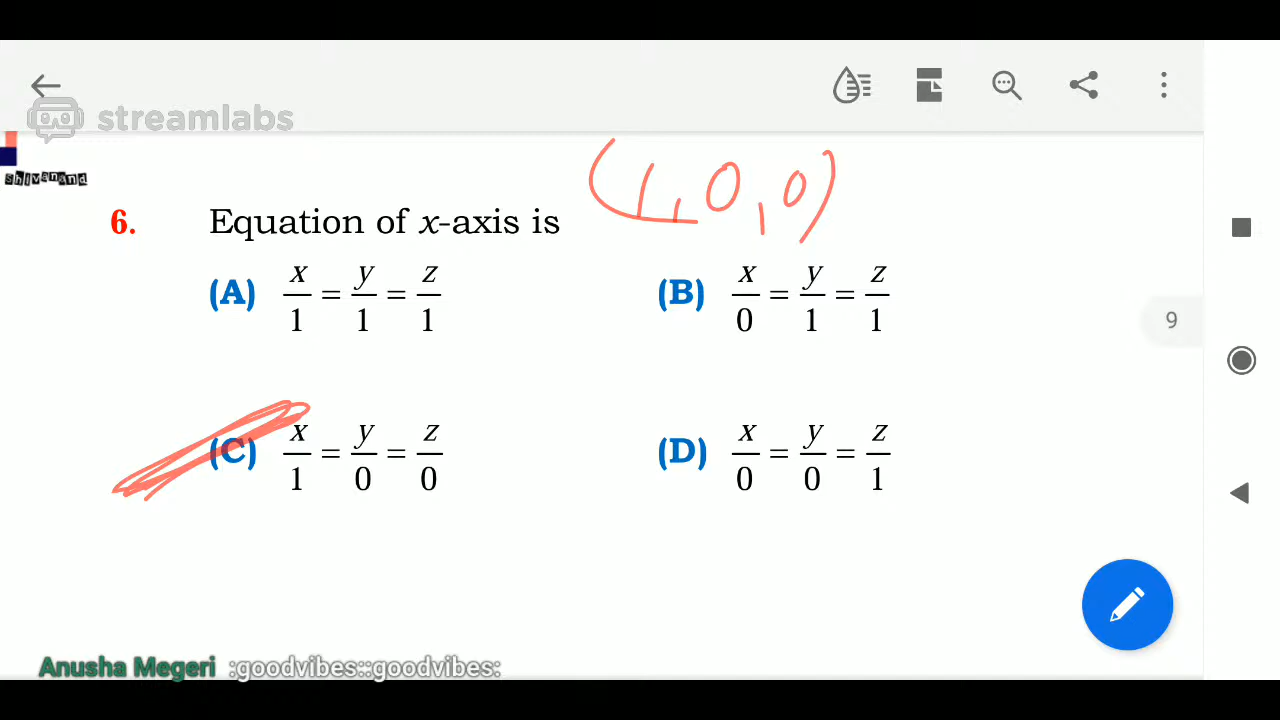 streamlabs
Shivanand
(1,0,0)
6. Equation of x-axis is
(A) x/1 = y/1 = z/1
(B) x/0 = y/1 = z/1
9
(C) x/1 = y/0 = z/0
(D) x/0 = y/0 = z/1
Anusha Megeri :goodvibes::goodvibes: